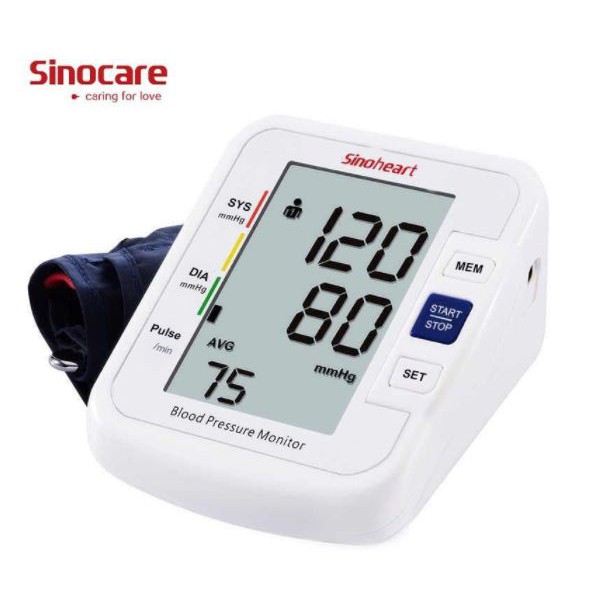 Sinocare
caring for love
Sinoheart
SYS
mmHg
120
DIA
mmHg
80
mmHg
Pulse
/min
AVG
75
MEM
START
STOP
SET
Blood Pressure Monitor